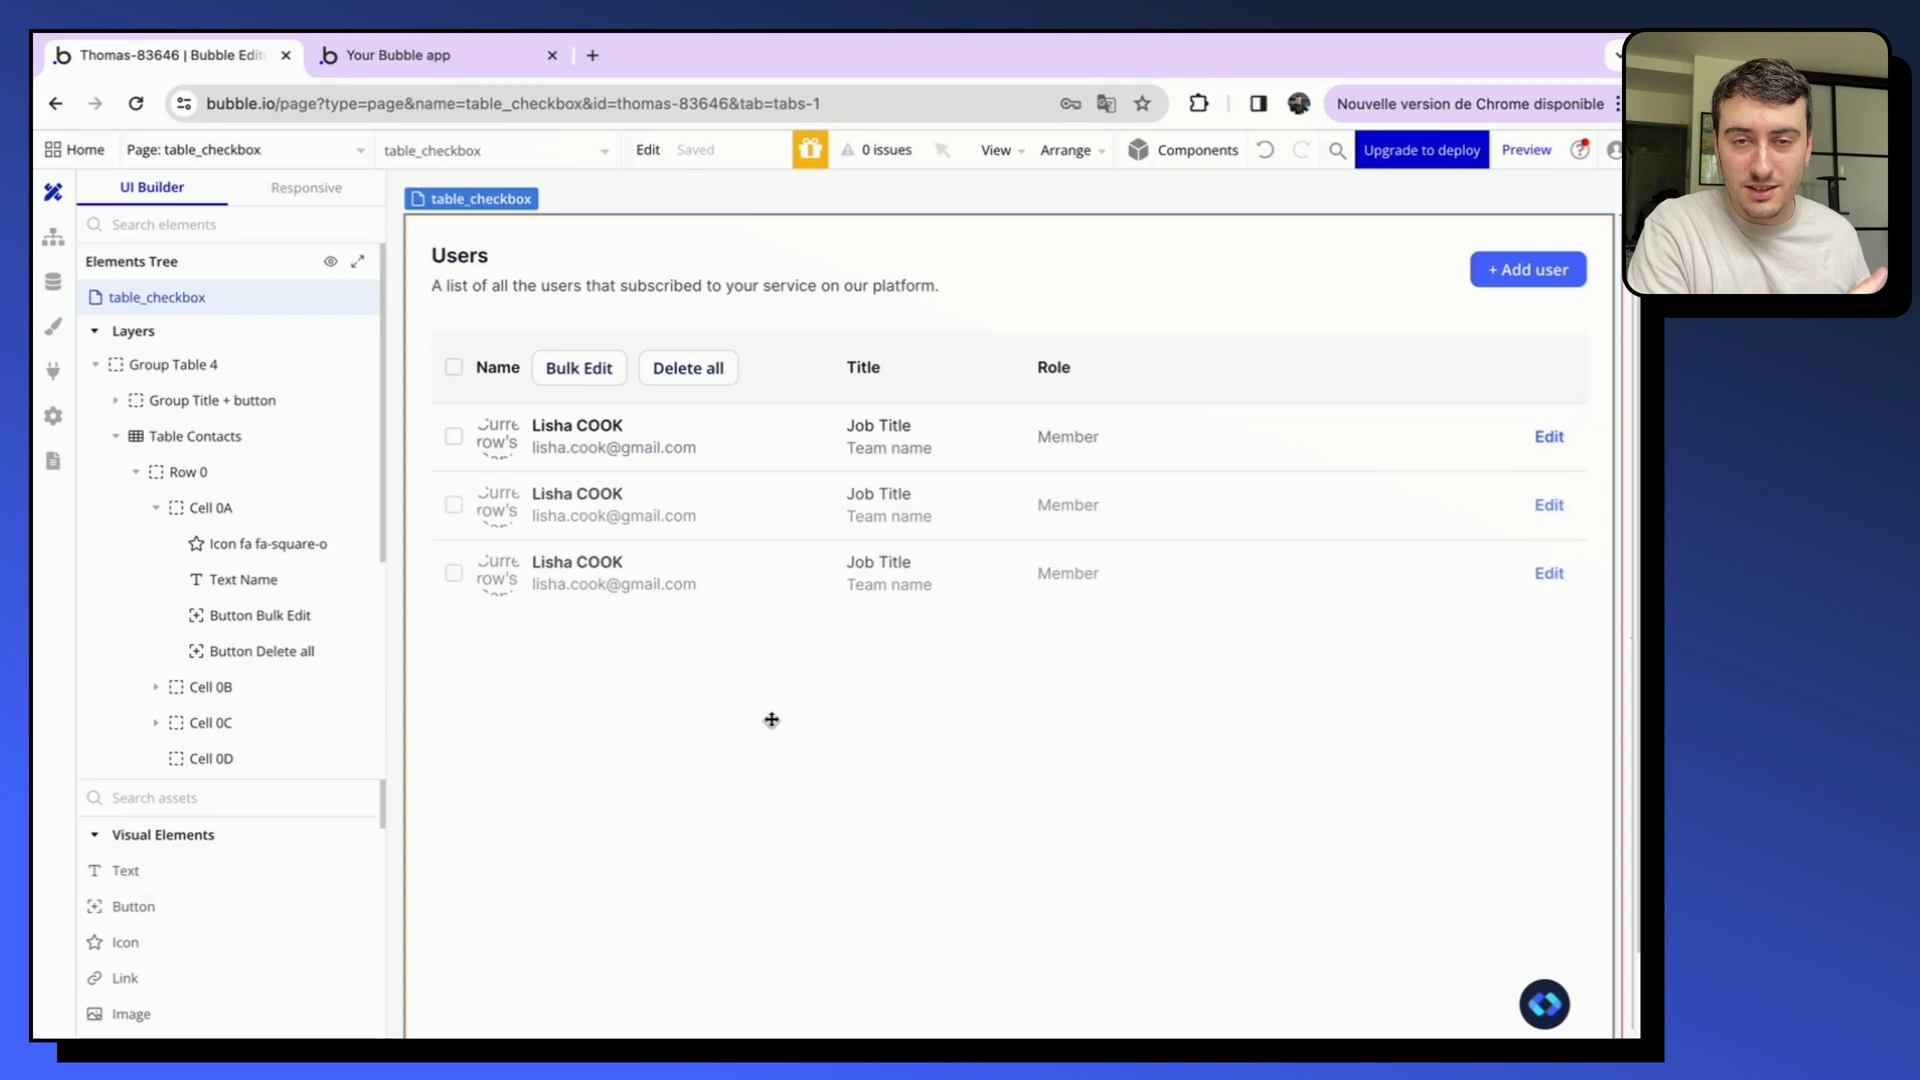 Thomas-83646 | Bubble Edit
Your Bubble app
bubble.io/page?type=page&name=table_checkbox&id=thomas-83646&tab=tabs-1
Nouvelle version de Chrome disponible
Home
Page: table_checkbox
table_checkbox
Edit
Saved
0 issues
View
Arrange
Components
Upgrade to deploy
Preview
UI Builder
Responsive
Search elements
Elements Tree
table_checkbox
Layers
Group Table 4
Group Title + button
Table Contacts
Row 0
Cell 0A
Icon fa fa-square-o
Text Name
Button Bulk Edit
Button Delete all
Cell 0B
Cell 0C
Cell 0D
Search assets
Visual Elements
Text
Button
Icon
Link
Image
table_checkbox
Users
+ Add user
A list of all the users that subscribed to your service on our platform.
Name
Bulk Edit
Delete all
Title
Role
row's
Lisha COOK
lisha.cook@gmail.com
Job Title
Team name
Member
Edit
row's
Lisha COOK
lisha.cook@gmail.com
Job Title
Team name
Member
Edit
row's
Lisha COOK
lisha.cook@gmail.com
Job Title
Team name
Member
Edit